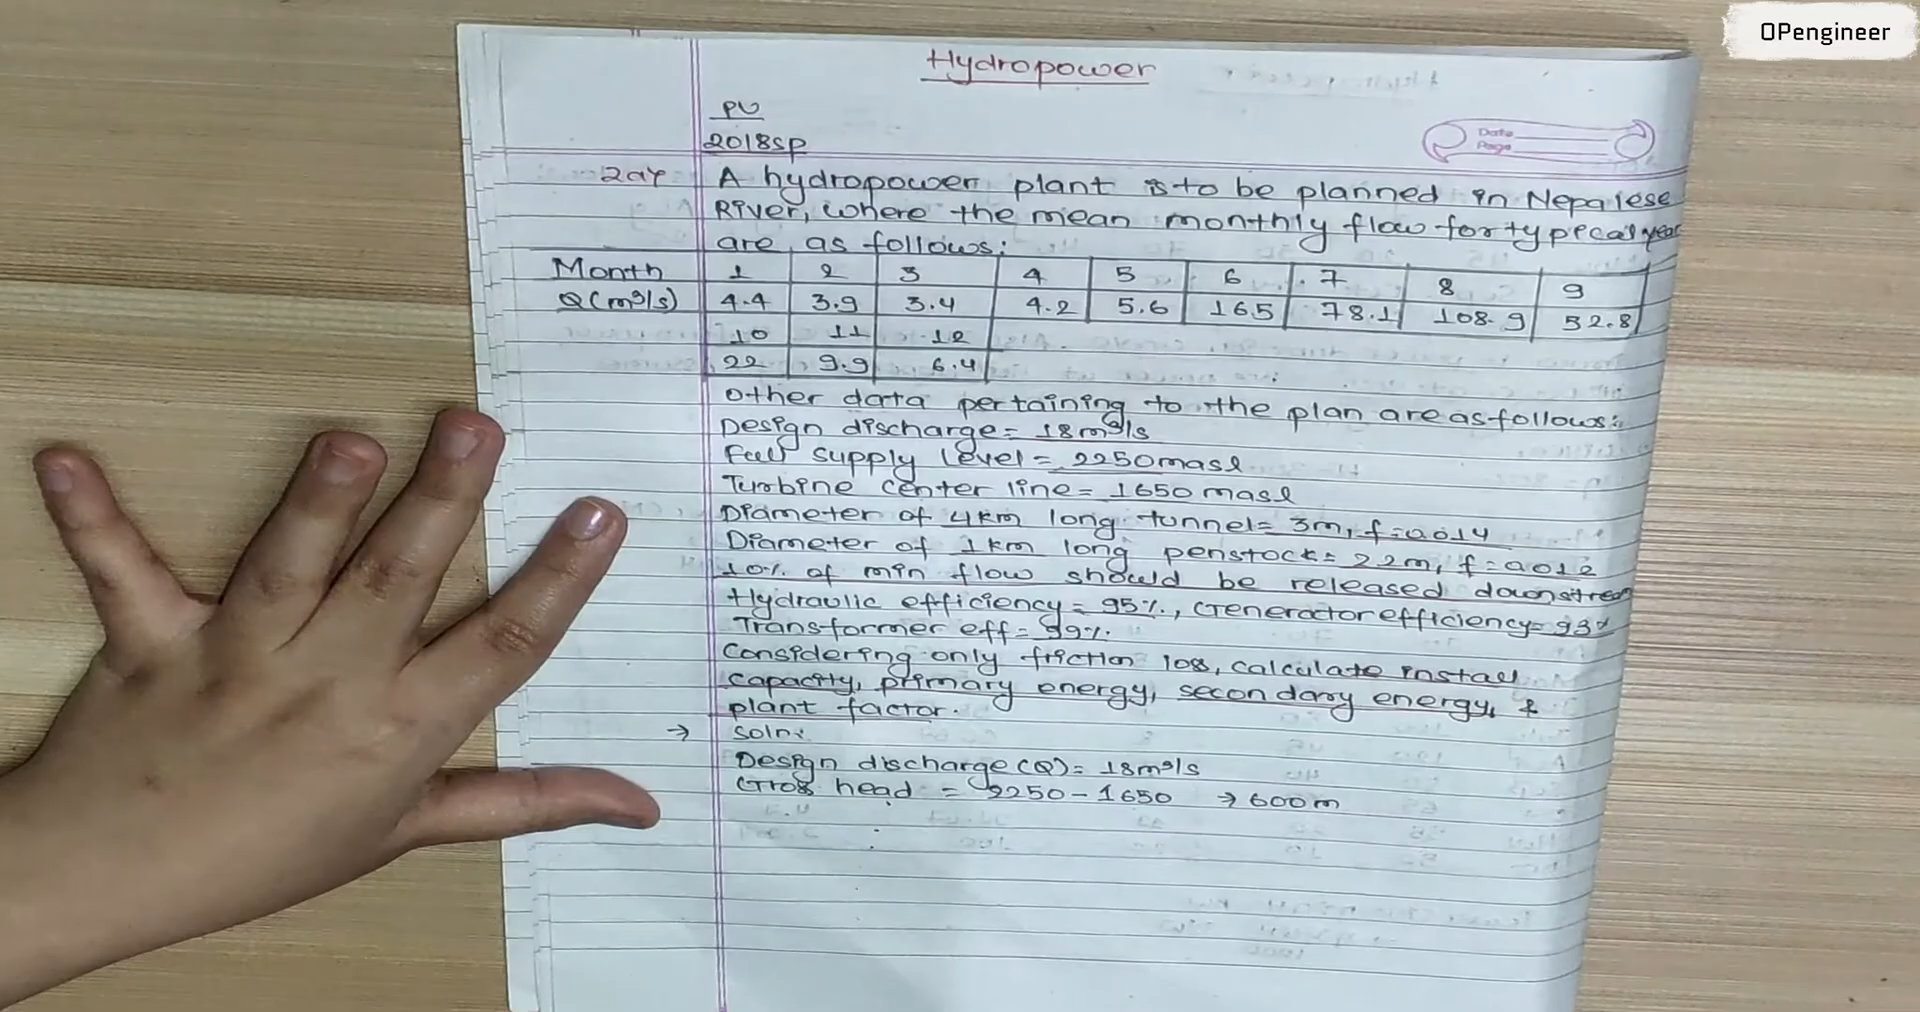 OPengineer
Hydropower
PU
2018sp
Date
Page
2a) A hydropower plant is to be planned in Nepalese
River, where the mean monthly flow for typical year
are as follows:
Month 1 2 3 4 5 6 7 8 9
Q(m³/s) 4.4 3.9 3.4 4.2 5.6 16.5 78.1 108.9 52.8
10 11 12
22 9.9 6.4
Other data pertaining to the plan are as follows:
Design discharge = 18m³/s
Full supply level = 2250masl
Turbine center line = 1650 masl
Diameter of 4km long tunnel = 3m, f=0.014
Diameter of 1km long penstock = 2.2m, f=0.012
10% of min flow should be released downstream
Hydraulic efficiency = 95%, Generator efficiency = 93%
Transformer eff = 99%.
Considering only friction loss, calculate install
capacity, primary energy, secondary energy, &
plant factor.
→ Soln:
Design discharge (Q) = 18m³/s
Gross head = 2250 - 1650 → 600m